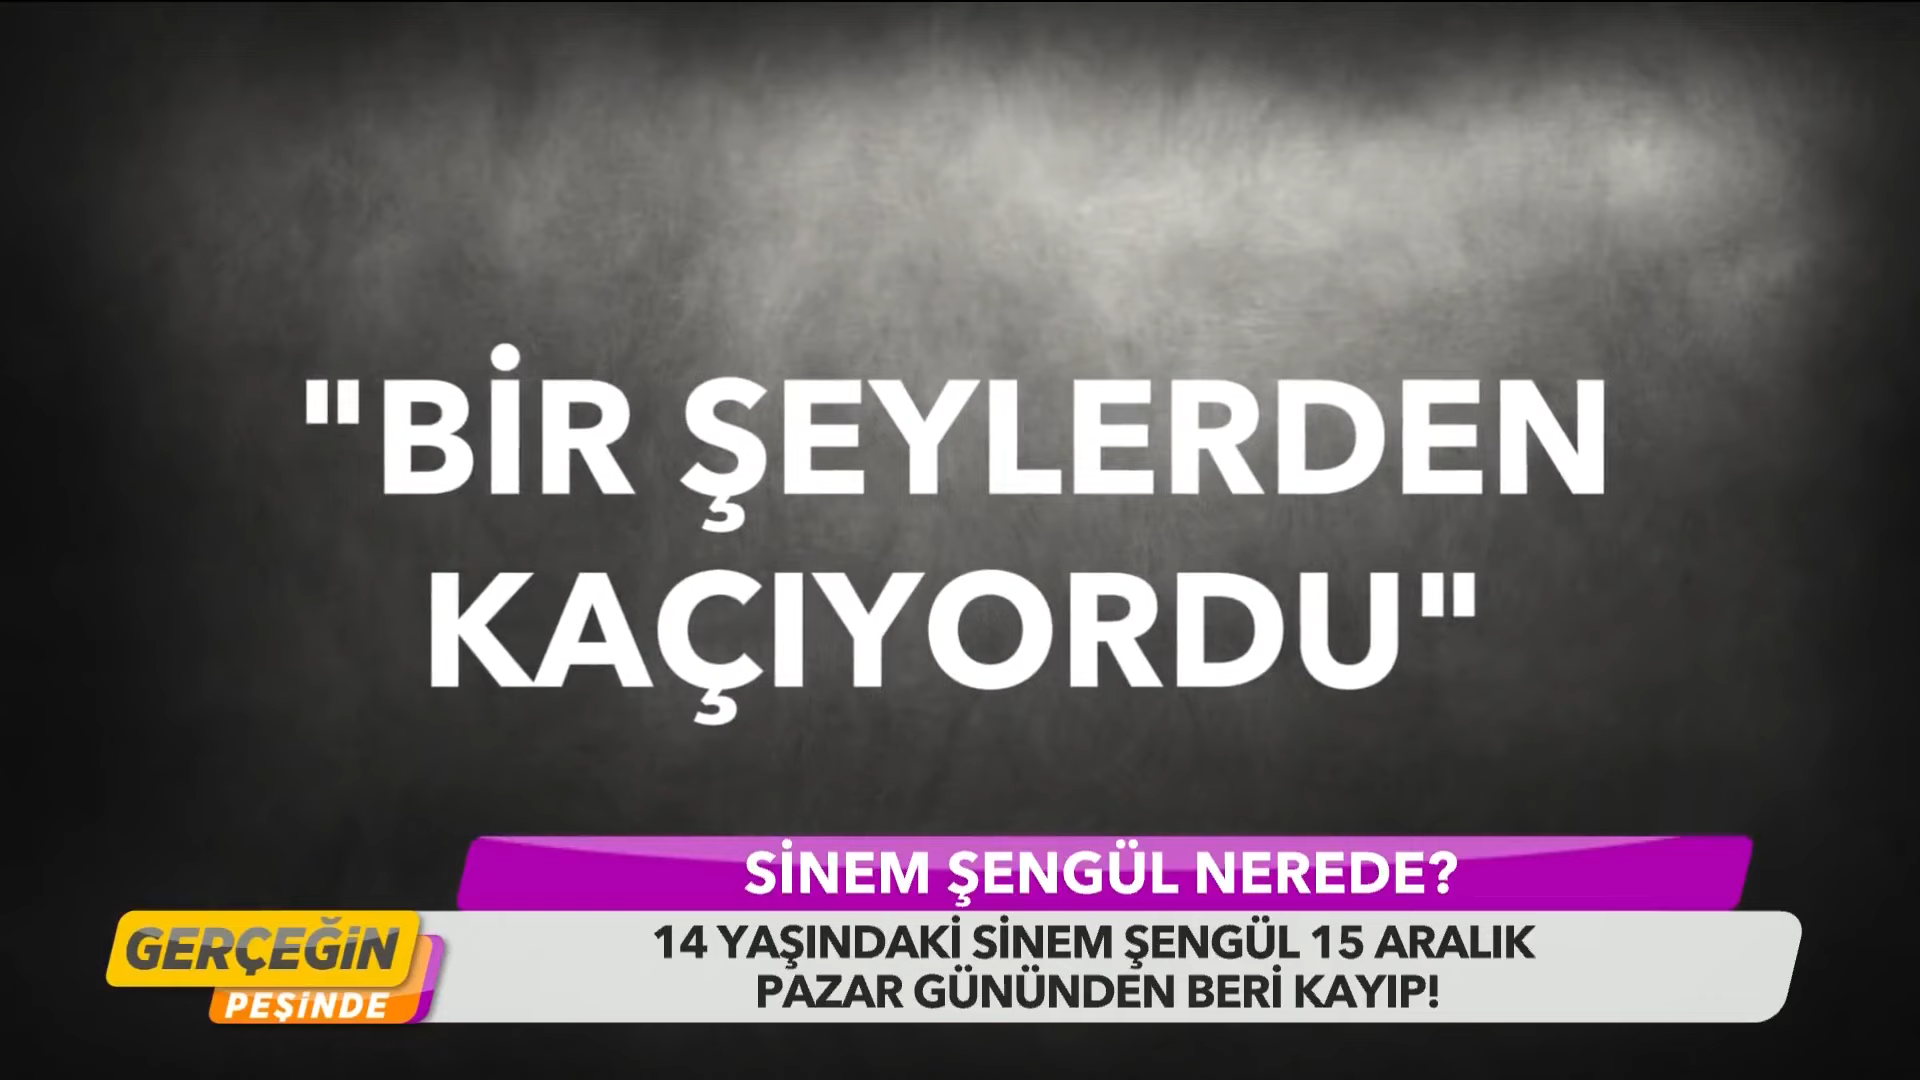 "BİR ŞEYLERDEN
KAÇIYORDU"
SİNEM ŞENGÜL NEREDE?
14 YAŞINDAKİ SİNEM ŞENGÜL 15 ARALIK
PAZAR GÜNÜNDEN BERİ KAYIP!
GERÇEĞİN
PEŞİNDE